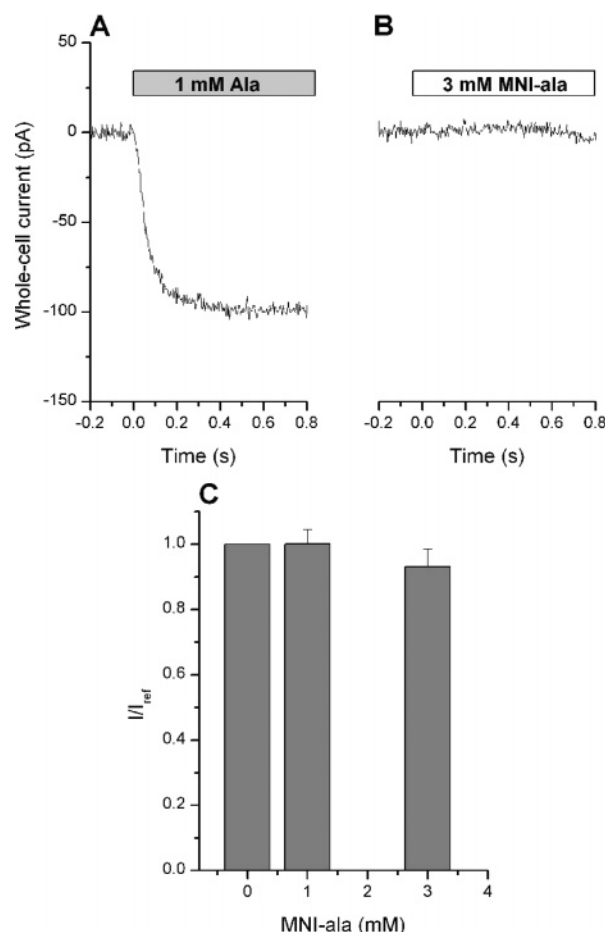 A
B
50
1 mM Ala
3 mM MNI-ala
0
-50
-100
-150
Whole-cell current (pA)
-0.2 0.0 0.2 0.4 0.6 0.8
-0.2 0.0 0.2 0.4 0.6 0.8
Time (s)
Time (s)
C
1.0
0.8
0.6
0.4
0.2
0.0
I/Iref
0 1 2 3 4
MNI-ala (mM)